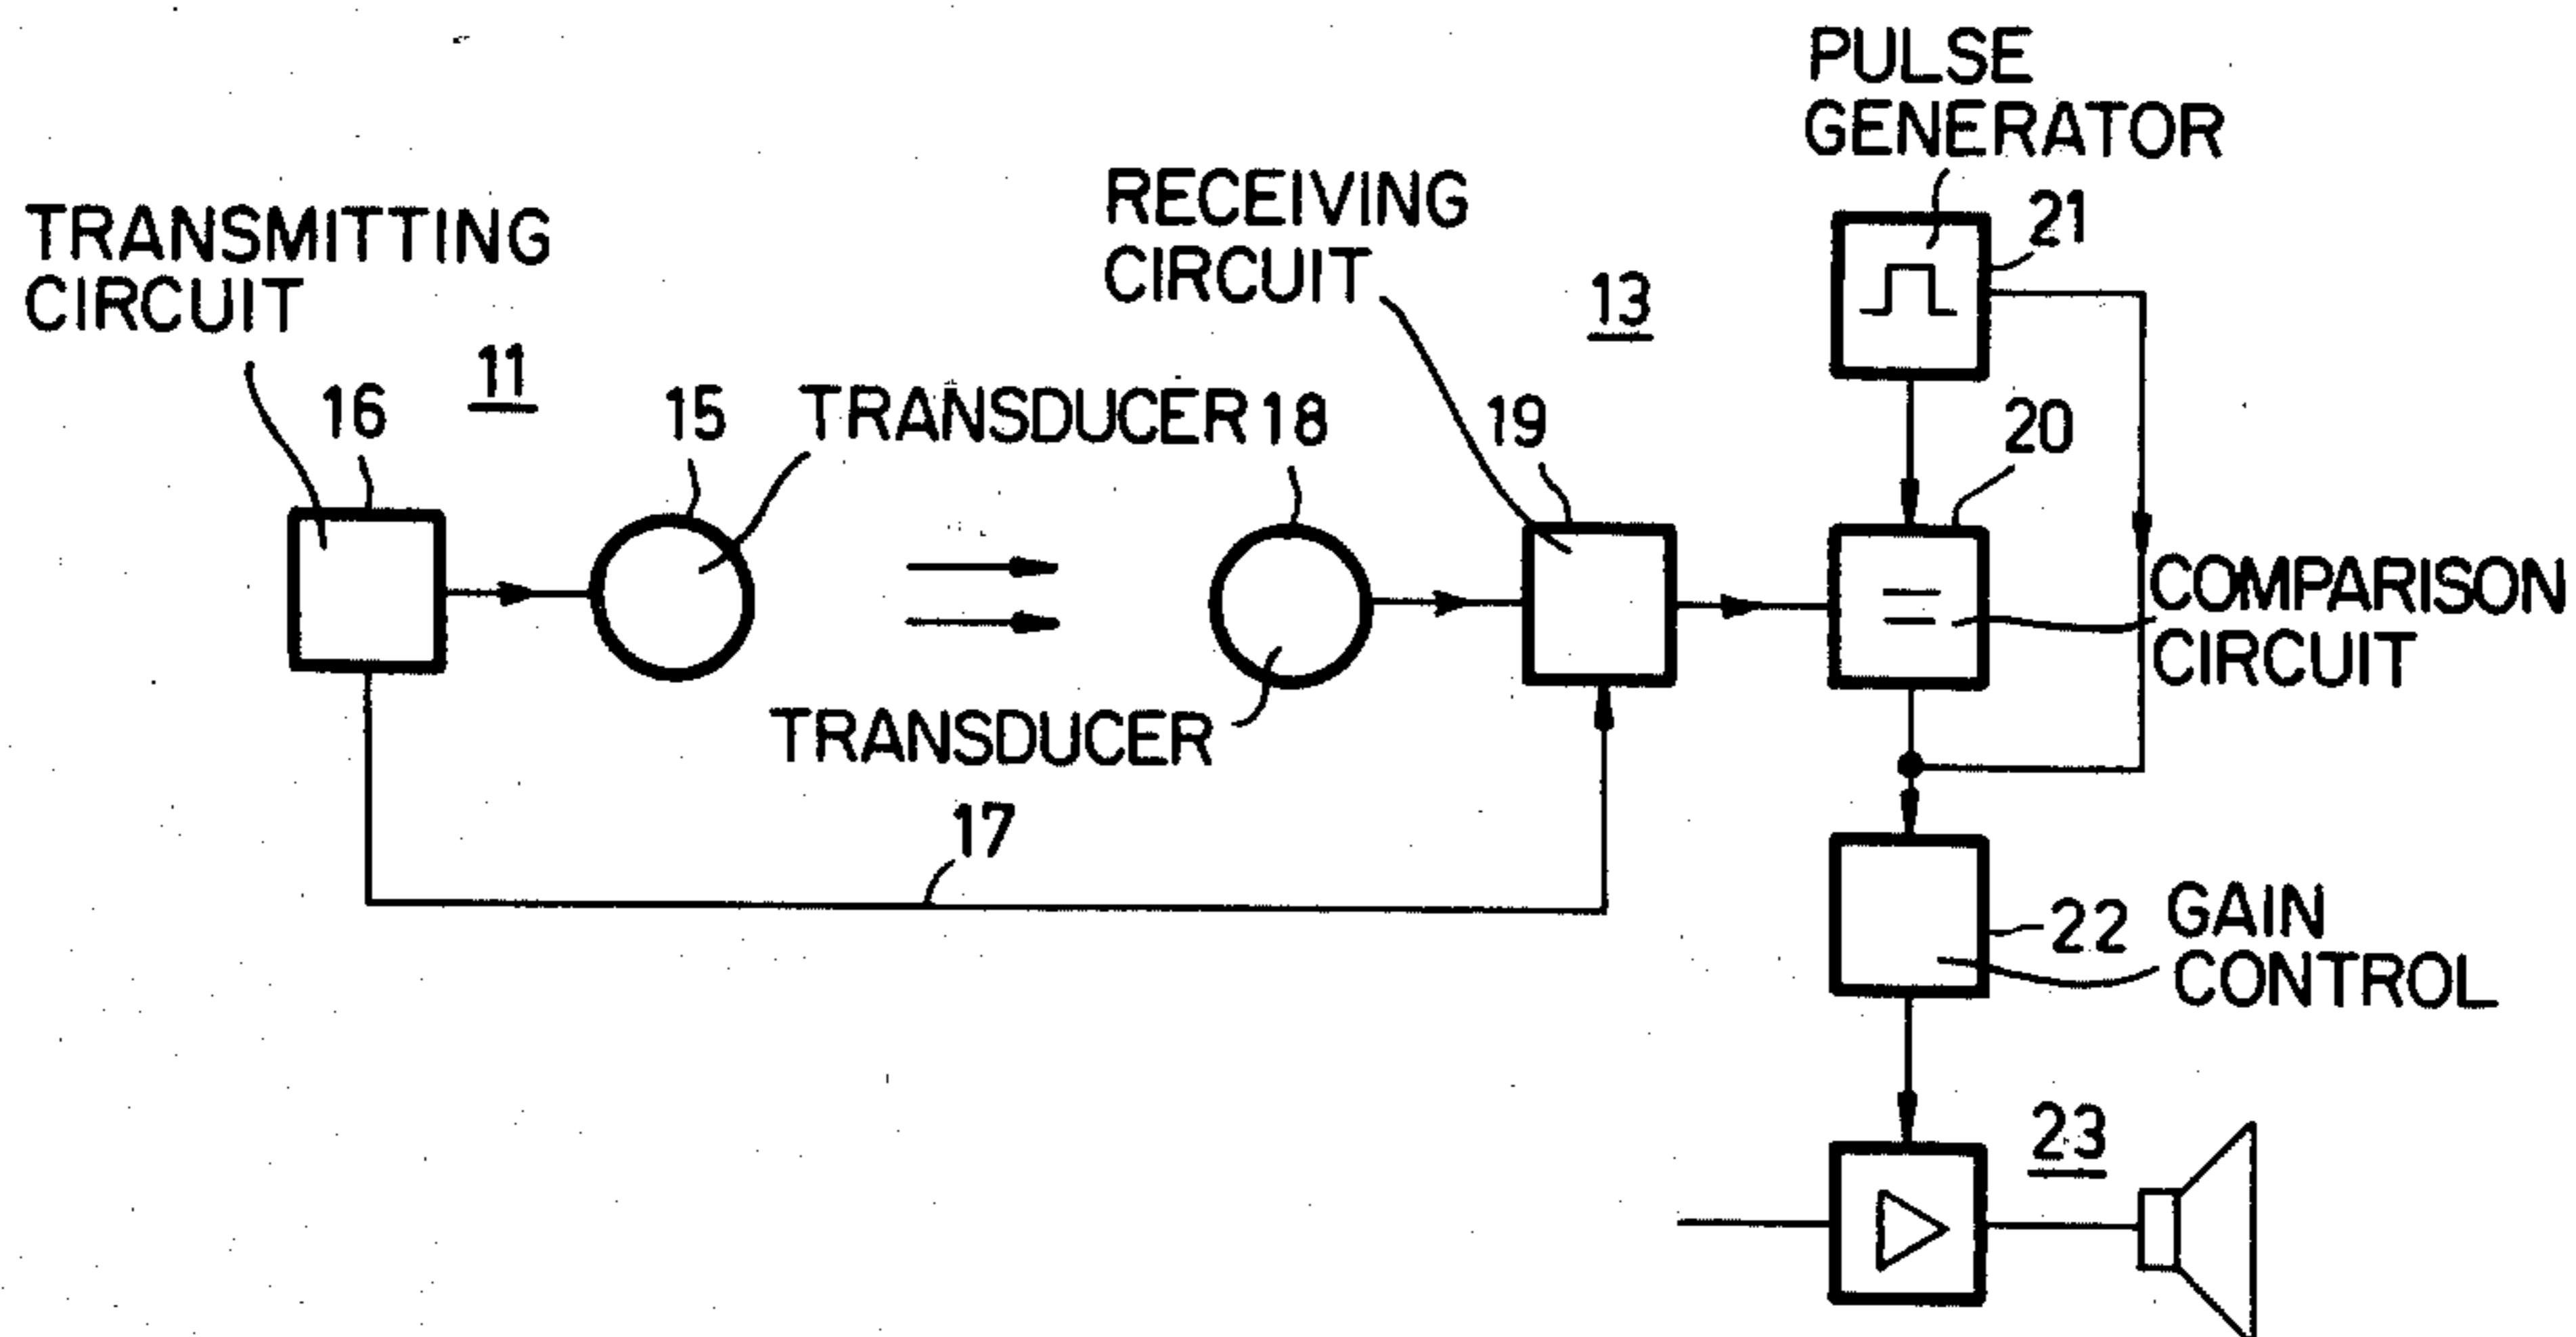 PULSE
GENERATOR
21
TRANSMITTING
CIRCUIT
RECEIVING
CIRCUIT
13
11
16
15
TRANSDUCER
18
19
20
COMPARISON
CIRCUIT
TRANSDUCER
17
22
GAIN
CONTROL
23